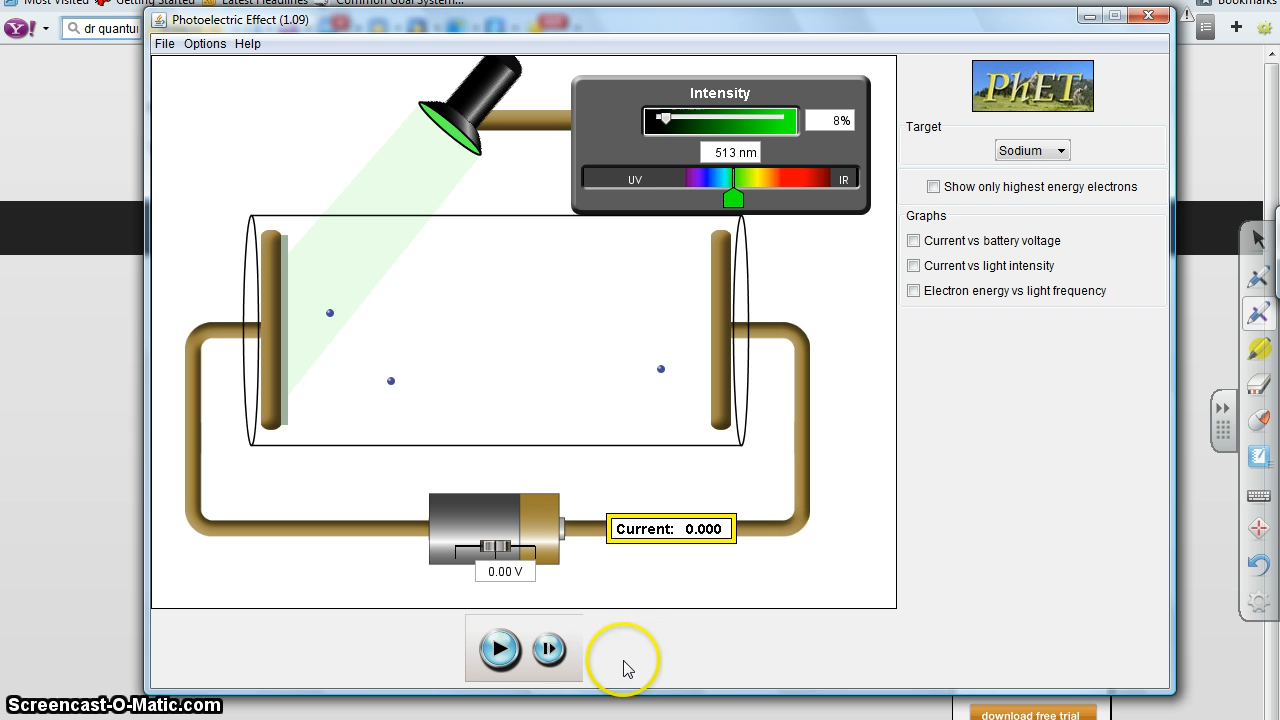 Most Visited
Getting Started
Latest Headlines
Common Goal System...
Bookmarks
dr quantu
Photoelectric Effect (1.09)
File Options Help
Intensity
8%
513 nm
UV
IR
PhET
Target
Sodium
Show only highest energy electrons
Graphs
Current vs battery voltage
Current vs light intensity
Electron energy vs light frequency
Current: 0.000
0.00 V
Screencast-O-Matic.com
download free trial